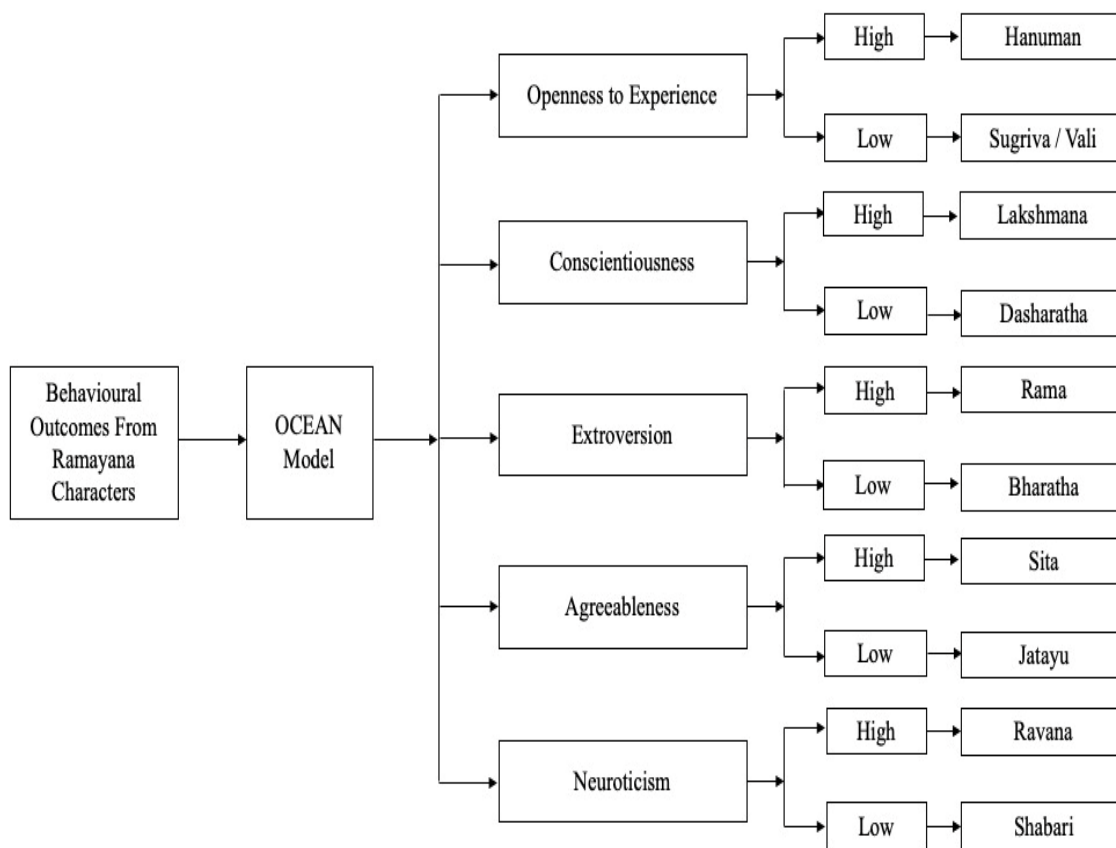 Behavioural
Outcomes From
Ramayana
Characters
OCEAN
Model
Openness to Experience
High
Hanuman
Low
Sugriva / Vali
Conscientiousness
High
Lakshmana
Low
Dasharatha
Extroversion
High
Rama
Low
Bharatha
Agreeableness
High
Sita
Low
Jatayu
Neuroticism
High
Ravana
Low
Shabari